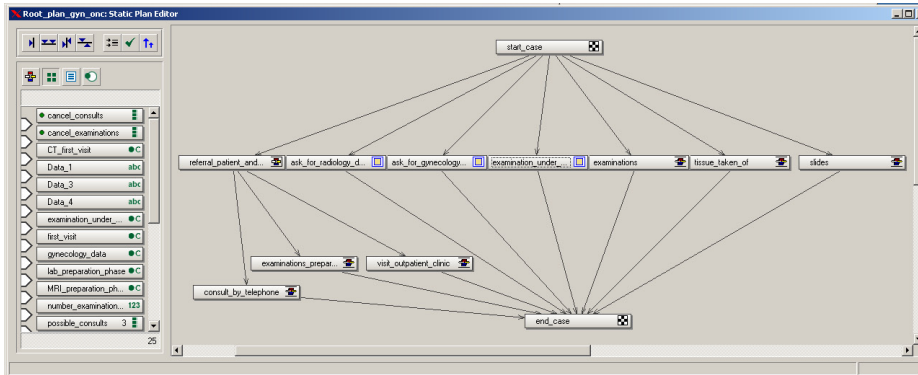 Root_plan_gyn_onc: Static Plan Editor
start_case
cancel_consults
cancel_examinations
CT_first_visit C
Data_1 abc
Data_3 abc
Data_4 abc
examination_under_... C
first_visit C
gynecology_data C
lab_preparation_phase C
MRI_preparation_ph... C
number_examination... 123
possible_consults 3
25
referral_patient_and... ask_for_radiology_d... ask_for_gynecology... examination_under_... examinations tissue_taken_of slides
examinations_prepar... visit_outpatient_clinic
consult_by_telephone
end_case